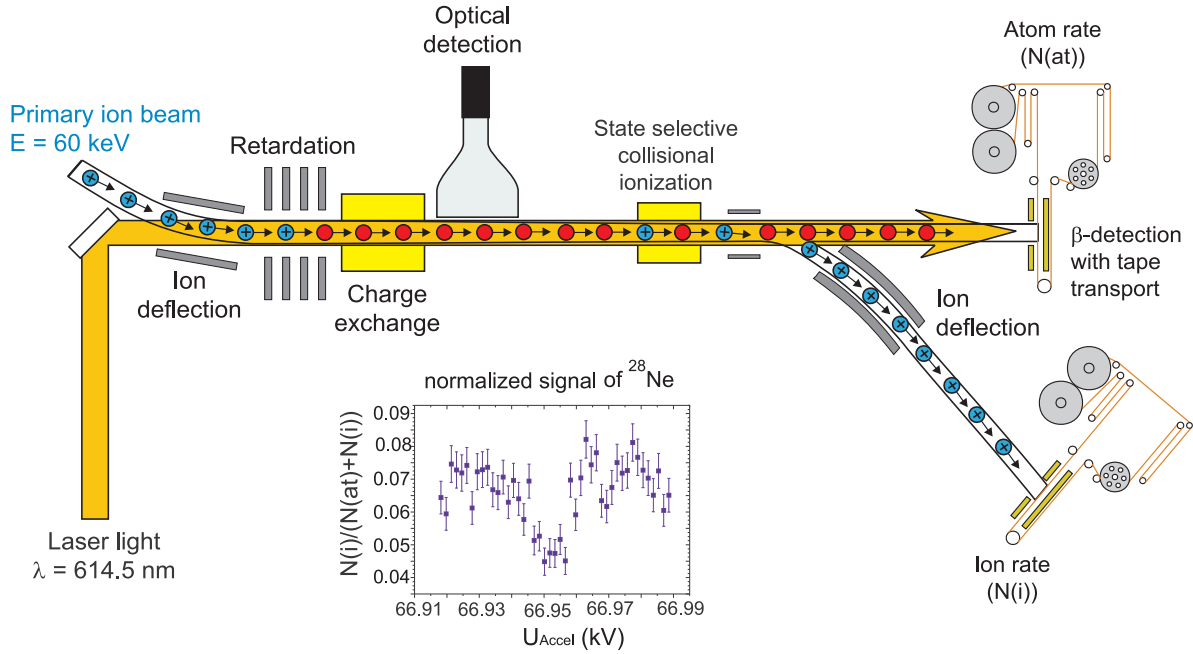 Optical
detection
Atom rate
(N(at))
Primary ion beam
E = 60 keV
Retardation
State selective
collisional
ionization
Ion
deflection
Charge
exchange
Ion
deflection
β-detection
with tape
transport
normalized signal of ²⁸Ne
N(i)/(N(at)+N(i))
0.09
0.08
0.07
0.06
0.05
0.04
66.91 66.93 66.95 66.97 66.99
U_Accel (kV)
Laser light
λ = 614.5 nm
Ion rate
(N(i))